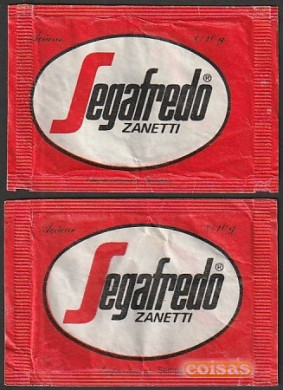 Açúcar
Segafredo®
ZANETTI
Açúcar
Segafredo®
ZANETTI
coisas